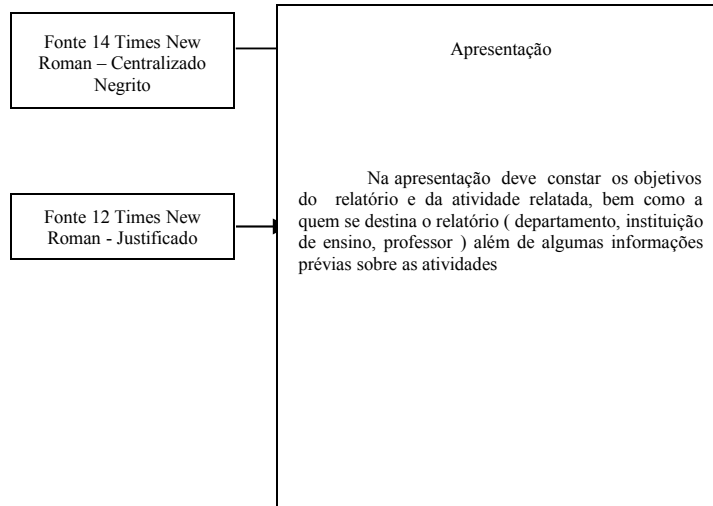 Fonte 14 Times New
Roman – Centralizado
Negrito
Apresentação
Fonte 12 Times New
Roman - Justificado
Na apresentação deve constar os objetivos
do relatório e da atividade relatada, bem como a
quem se destina o relatório ( departamento, instituição
de ensino, professor ) além de algumas informações
prévias sobre as atividades